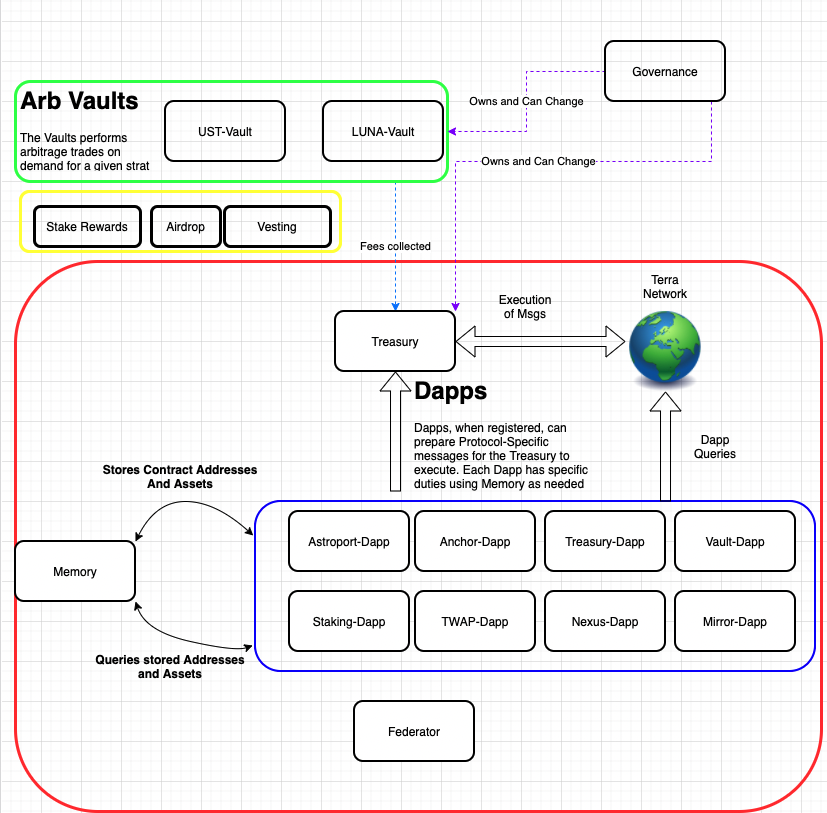 Governance
Owns and Can Change
Owns and Can Change
Arb Vaults
The Vaults performs
arbitrage trades on
demand for a given strat
UST-Vault
LUNA-Vault
Stake Rewards
Airdrop
Vesting
Fees collected
Treasury
Execution
of Msgs
Terra
Network
Dapps
Dapps, when registered, can
prepare Protocol-Specific
messages for the Treasury to
execute. Each Dapp has specific
duties using Memory as needed
Dapp
Queries
Stores Contract Addresses
And Assets
Memory
Queries stored Addresses
and Assets
Astroport-Dapp
Anchor-Dapp
Treasury-Dapp
Vault-Dapp
Staking-Dapp
TWAP-Dapp
Nexus-Dapp
Mirror-Dapp
Federator